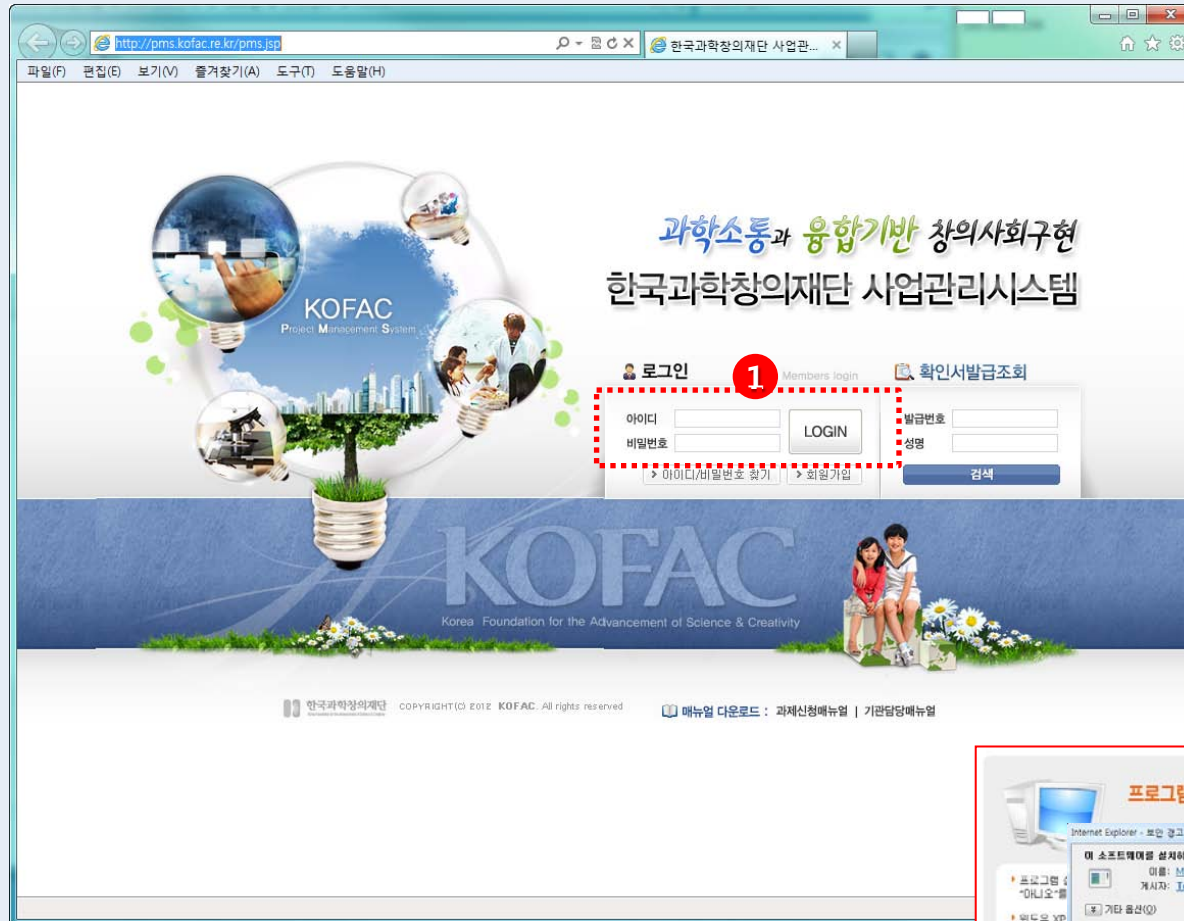 http://pms.kofac.re.kr/pms.jsp
한국과학창의재단 사업관...
파일(F) 편집(E) 보기(V) 즐겨찾기(A) 도구(T) 도움말(H)
과학소통과 융합기반 창의사회구현
한국과학창의재단 사업관리시스템
KOFAC
Project Management System
로그인
1
Members login
확인서발급조회
아이디
비밀번호
LOGIN
발급번호
성명
> 아이디/비밀번호 찾기
> 회원가입
검색
KOFAC
Korea Foundation for the Advancement of Science & Creativity
한국과학창의재단
COPYRIGHT(C) 2012 KOFAC. All rights reserved
매뉴얼 다운로드 : 과제신청매뉴얼 | 기관담당매뉴얼
Internet Explorer - 보안 경고
이 소프트웨어를 설치하
이름:
게시자:
기타 옵션(O)
"아니오"를
윈도우 XP